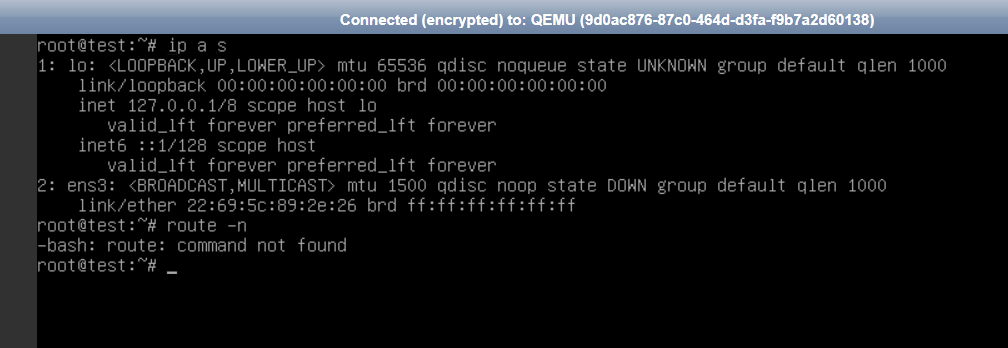 Connected (encrypted) to: QEMU (9d0ac876-87c0-464d-d3fa-f9b7a2d60138)
root@test:~# ip a s
1: lo: <LOOPBACK,UP,LOWER_UP> mtu 65536 qdisc noqueue state UNKNOWN group default qlen 1000
    link/loopback 00:00:00:00:00:00 brd 00:00:00:00:00:00
    inet 127.0.0.1/8 scope host lo
       valid_lft forever preferred_lft forever
    inet6 ::1/128 scope host
       valid_lft forever preferred_lft forever
2: ens3: <BROADCAST,MULTICAST> mtu 1500 qdisc noop state DOWN group default qlen 1000
    link/ether 22:69:5c:89:2e:26 brd ff:ff:ff:ff:ff:ff
root@test:~# route -n
-bash: route: command not found
root@test:~# _